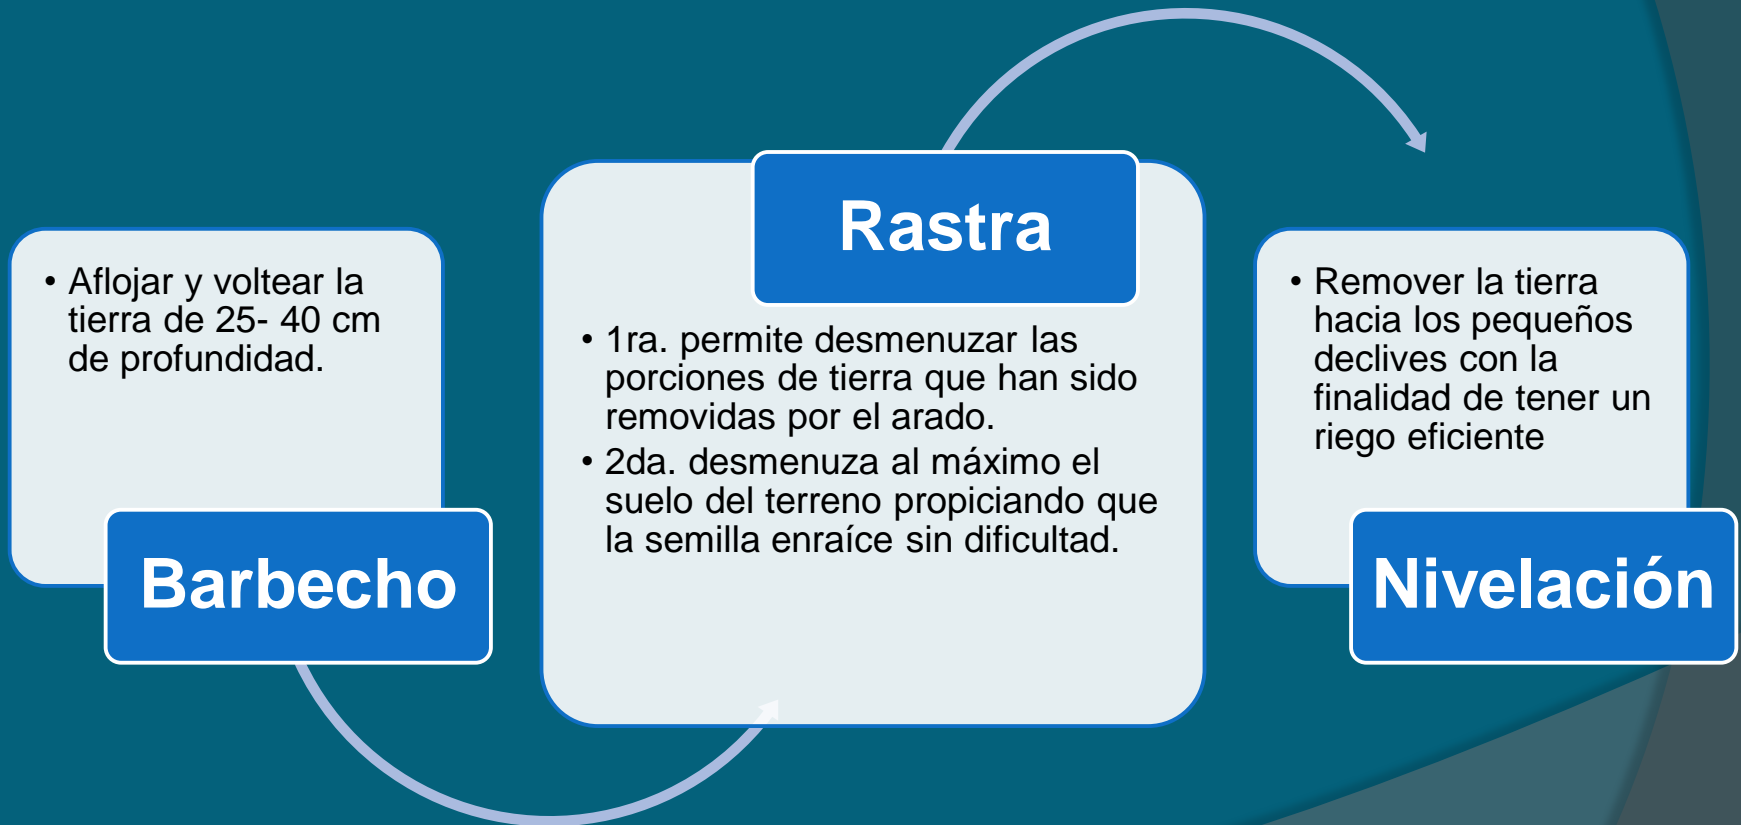 • Aflojar y voltear la
tierra de 25- 40 cm
de profundidad.
Barbecho
Rastra
• 1ra. permite desmenuzar las
porciones de tierra que han sido
removidas por el arado.
• 2da. desmenuza al máximo el
suelo del terreno propiciando que
la semilla enraíce sin dificultad.
• Remover la tierra
hacia los pequeños
declives con la
finalidad de tener un
riego eficiente
Nivelación